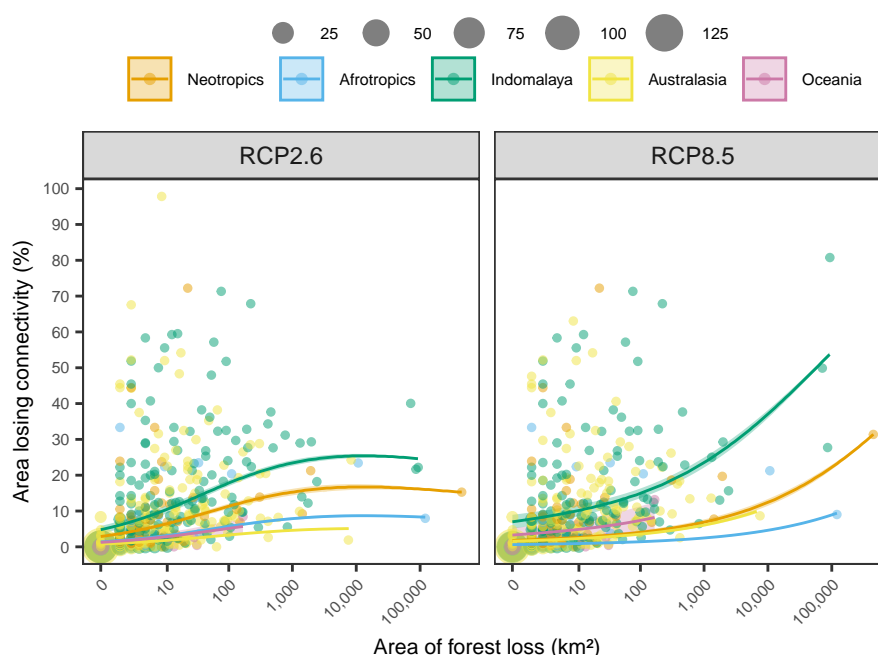 25 50 75 100 125
Neotropics Afrotropics Indomalaya Australasia Oceania
RCP2.6 RCP8.5
Area losing connectivity (%)
100
90
80
70
60
50
40
30
20
10
0
0 10 100 1,000 10,000 100,000 0 10 100 1,000 10,000 100,000
Area of forest loss (km²)